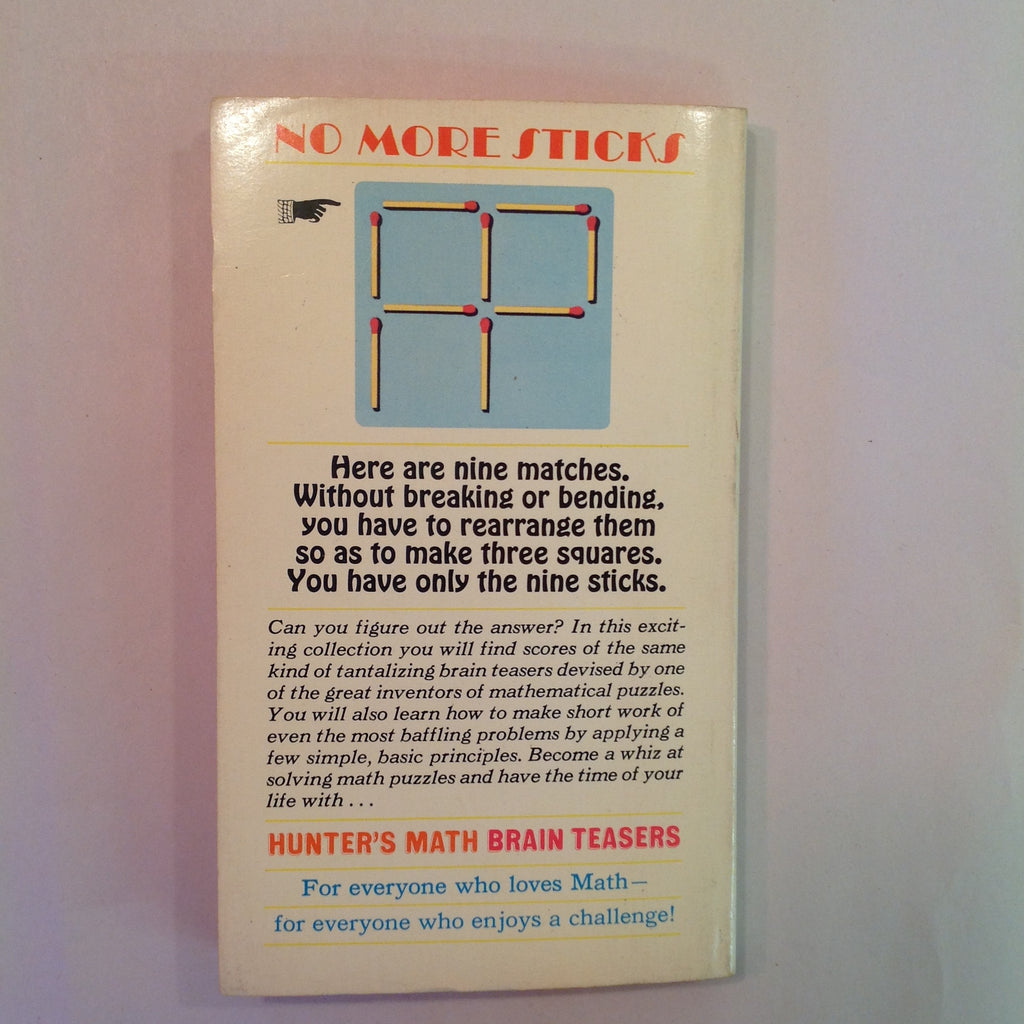 NO MORE STICKS
Here are nine matches.
Without breaking or bending,
you have to rearrange them
so as to make three squares.
You have only the nine sticks.
Can you figure out the answer? In this excit-
ing collection you will find scores of the same
kind of tantalizing brain teasers devised by one
of the great inventors of mathematical puzzles.
You will also learn how to make short work of
even the most baffling problems by applying a
few simple, basic principles. Become a whiz at
solving math puzzles and have the time of your
life with . . .
HUNTER'S MATH BRAIN TEASERS
For everyone who loves Math—
for everyone who enjoys a challenge!